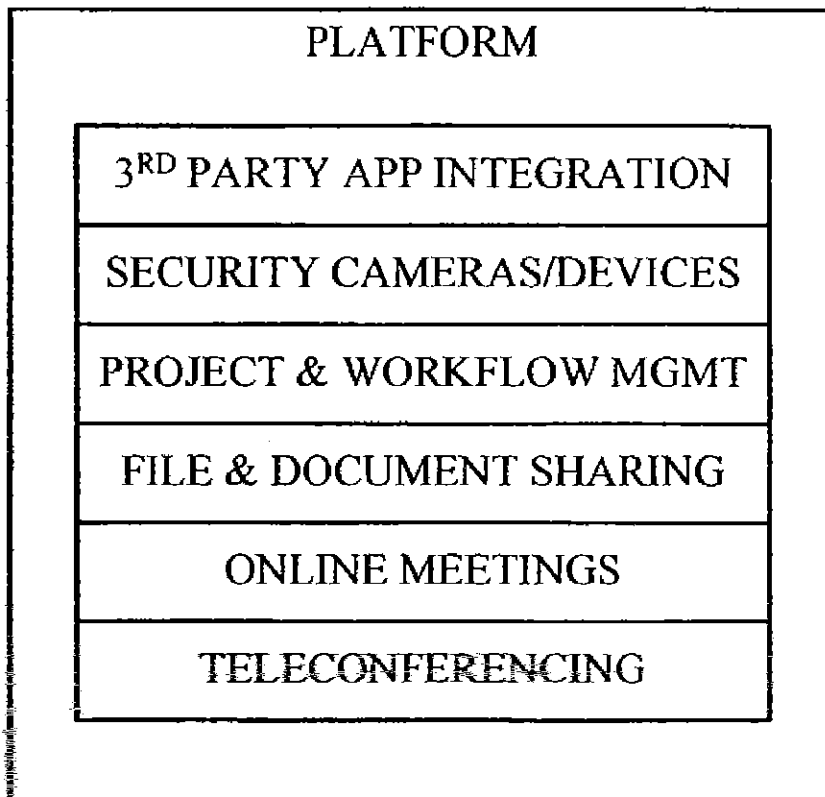 PLATFORM
3RD PARTY APP INTEGRATION
SECURITY CAMERAS/DEVICES
PROJECT & WORKFLOW MGMT
FILE & DOCUMENT SHARING
ONLINE MEETINGS
TELECONFERENCING